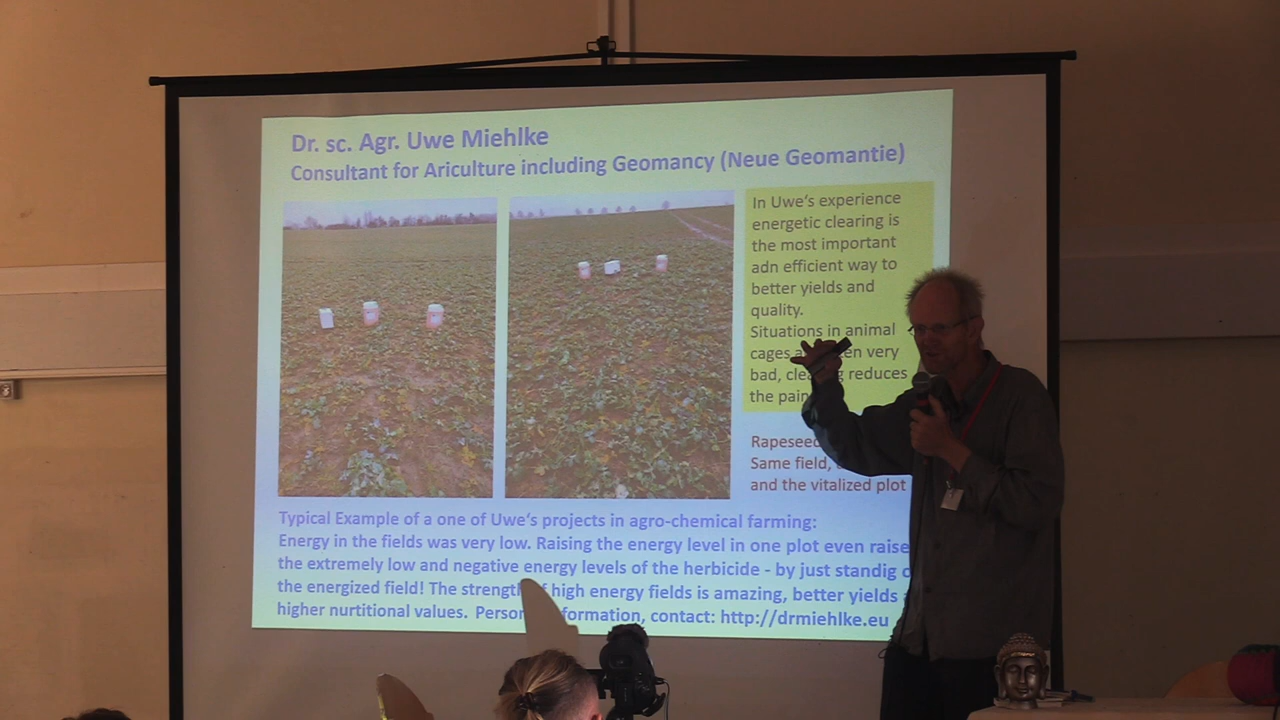 Dr. sc. Agr. Uwe Miehlke
Consultant for Ariculture including Geomancy (Neue Geomantie)
In Uwe's experience
energetic clearing is
the most important
adn efficient way to
better yields and
quality.
Situations in animal
cages very
bad, reduces
the pain
Rapeseed
Same field,
and the vitalized plot
Typical Example of a one of Uwe's projects in agro-chemical farming:
Energy in the fields was very low. Raising the energy level in one plot even raise
the extremely low and negative energy levels of the herbicide - by just standig
the energized field! The strength high energy fields is amazing, better yields
higher nurtitional values. contact: http://drmiehlke.eu